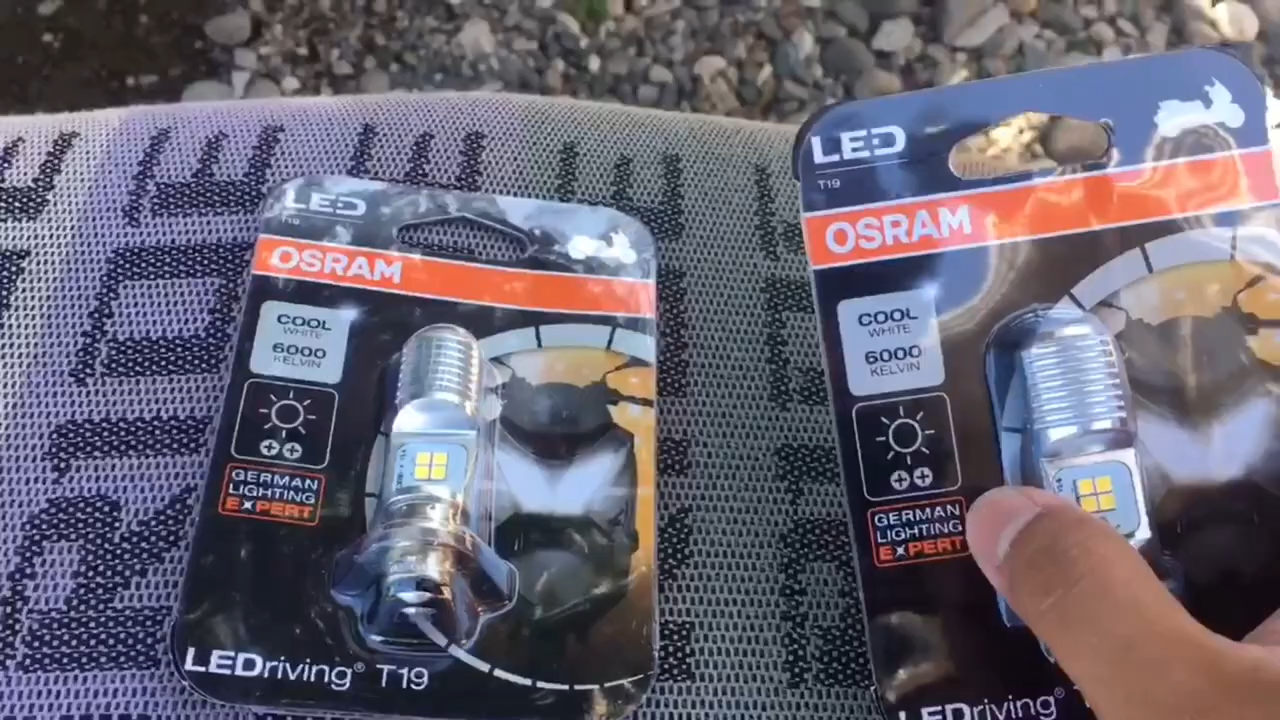 LED
T19
OSRAM
COOL
WHITE
6000
KELVIN
GERMAN
LIGHTING
EXPERT
LEDriving® T19
LED
T19
OSRAM
COOL
WHITE
6000
KELVIN
GERMAN
LIGHTING
EXPERT
LEDriving®